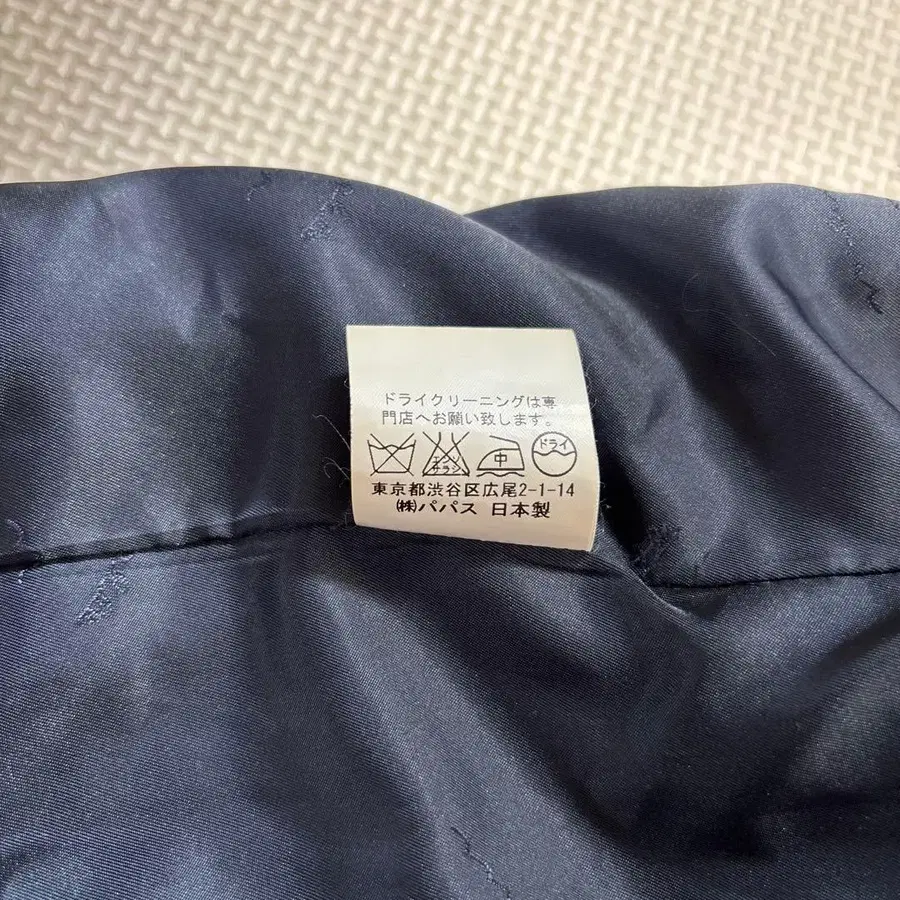 ドライクリーニングは専
門店へお願い致します。
エンソ サラシ 中 ドライ
東京都渋谷区広尾2-1-14
㈱パパス 日本製